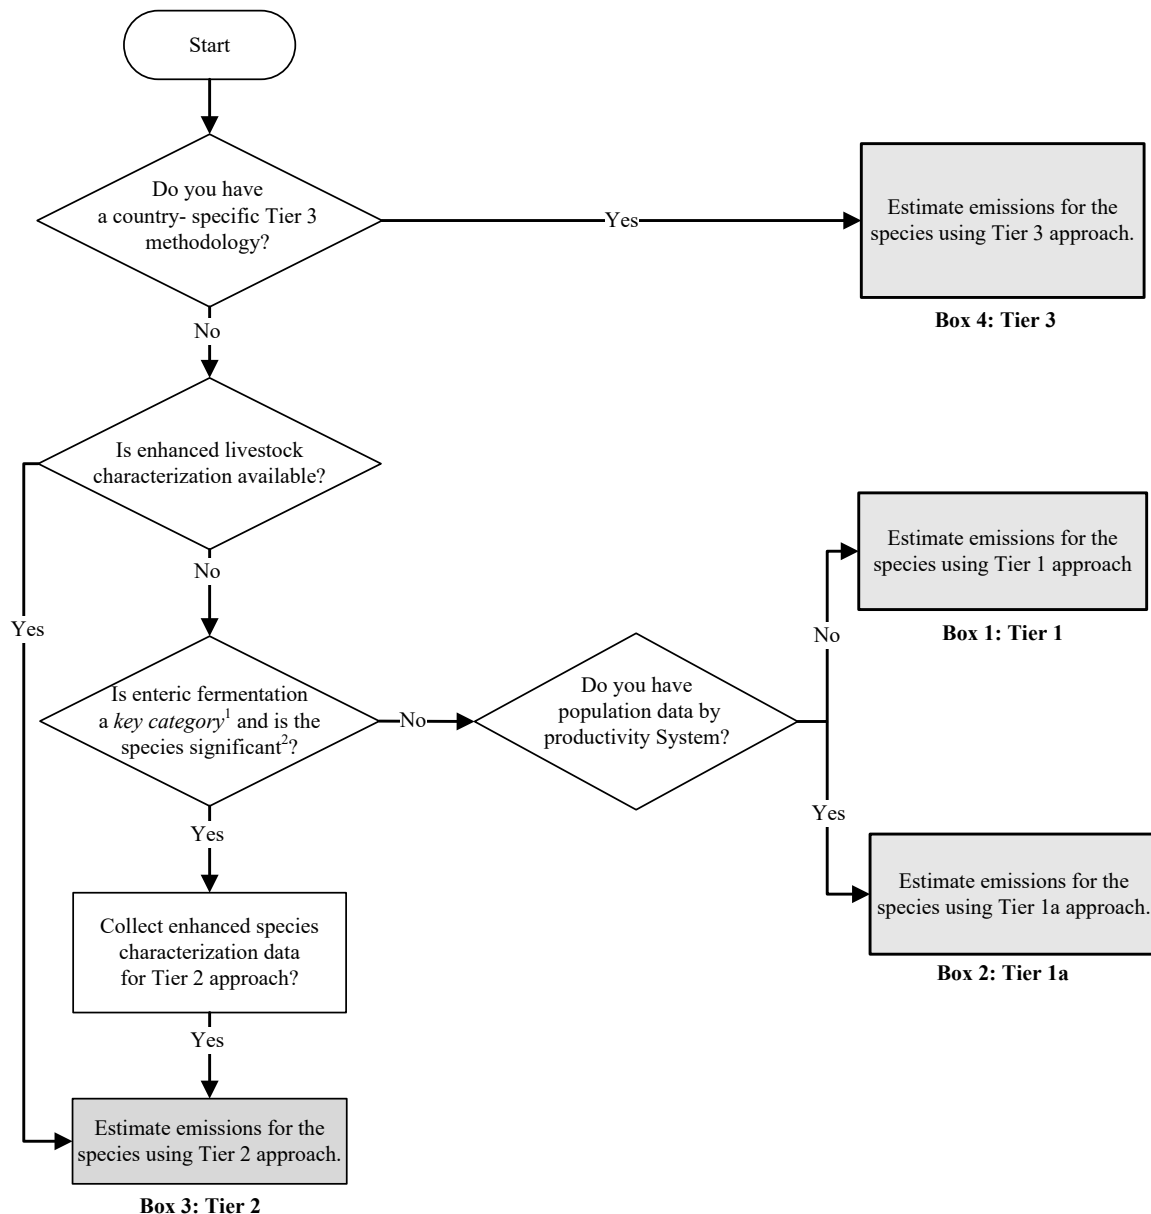 Start
Do you have
a country- specific Tier 3
methodology?
Yes
Estimate emissions for the
species using Tier 3 approach.
Box 4: Tier 3
No
Is enhanced livestock
characterization available?
Yes
No
Is enteric fermentation
a key category¹ and is the
species significant²?
No
Do you have
population data by
productivity System?
No
Estimate emissions for the
species using Tier 1 approach
Box 1: Tier 1
Yes
Estimate emissions for the
species using Tier 1a approach.
Box 2: Tier 1a
Yes
Collect enhanced species
characterization data
for Tier 2 approach?
Yes
Estimate emissions for the
species using Tier 2 approach.
Box 3: Tier 2